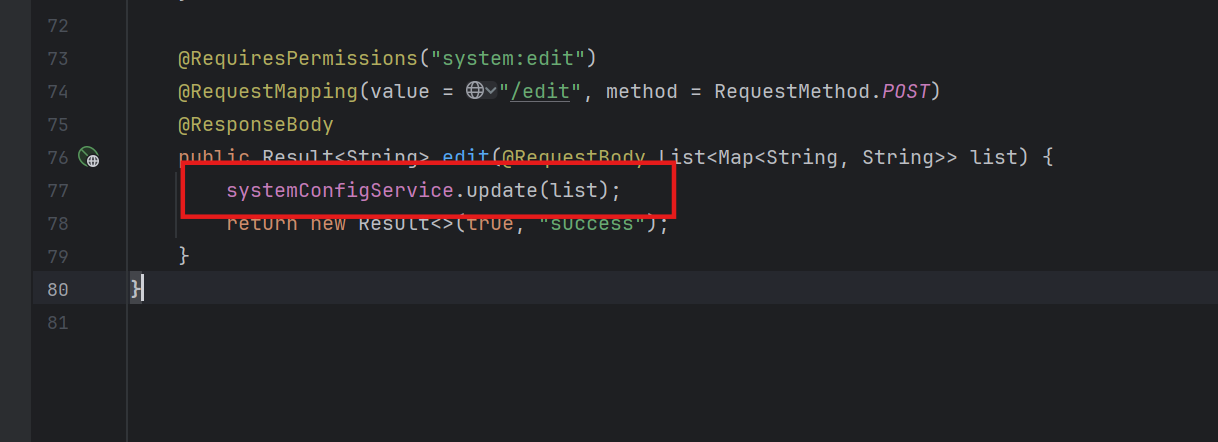 72
73 @RequiresPermissions("system:edit")
74 @RequestMapping(value = "/edit", method = RequestMethod.POST)
75 @ResponseBody
76 public Result<String> edit(@RequestBody List<Map<String, String>> list) {
77 systemConfigService.update(list);
78 return new Result<>(true, "success");
79 }
80 }
81